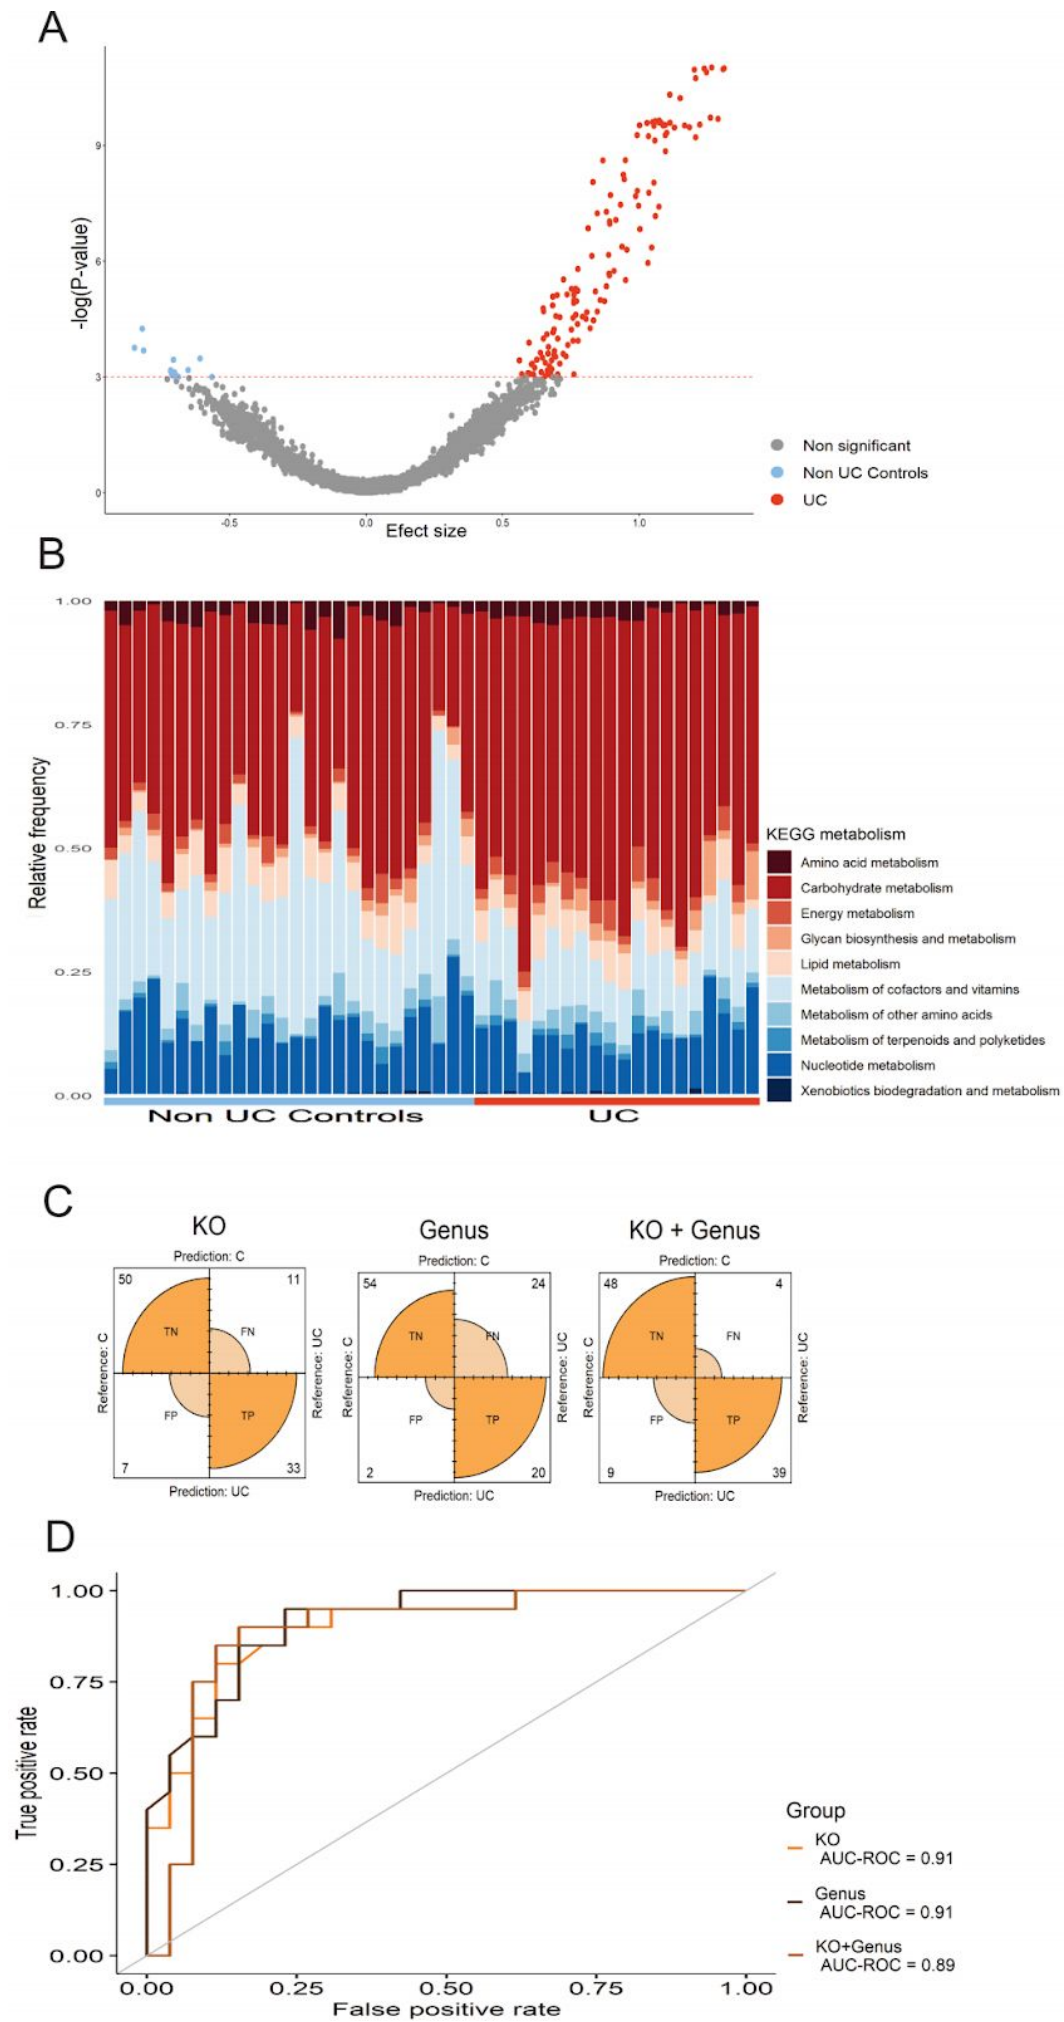 A
-log(P-value)
9
6
3
0
-0.5
0.0
0.5
1.0
Efect size
Non significant
Non UC Controls
UC
B
Relative frequency
1.00
0.75
0.50
0.25
0.00
Non UC Controls
UC
KEGG metabolism
Amino acid metabolism
Carbohydrate metabolism
Energy metabolism
Glycan biosynthesis and metabolism
Lipid metabolism
Metabolism of cofactors and vitamins
Metabolism of other amino acids
Metabolism of terpenoids and polyketides
Nucleotide metabolism
Xenobiotics biodegradation and metabolism
C
KO
Prediction: C
50
11
TN
FN
Reference: C
Reference: UC
FP
TP
7
33
Prediction: UC
Genus
Prediction: C
54
24
TN
FN
Reference: C
Reference: UC
FP
TP
2
20
Prediction: UC
KO + Genus
Prediction: C
48
4
TN
FN
Reference: C
Reference: UC
FP
TP
9
39
Prediction: UC
D
True positive rate
1.00
0.75
0.50
0.25
0.00
0.00
0.25
0.50
0.75
1.00
False positive rate
Group
KO
AUC-ROC = 0.91
Genus
AUC-ROC = 0.91
KO+Genus
AUC-ROC = 0.89